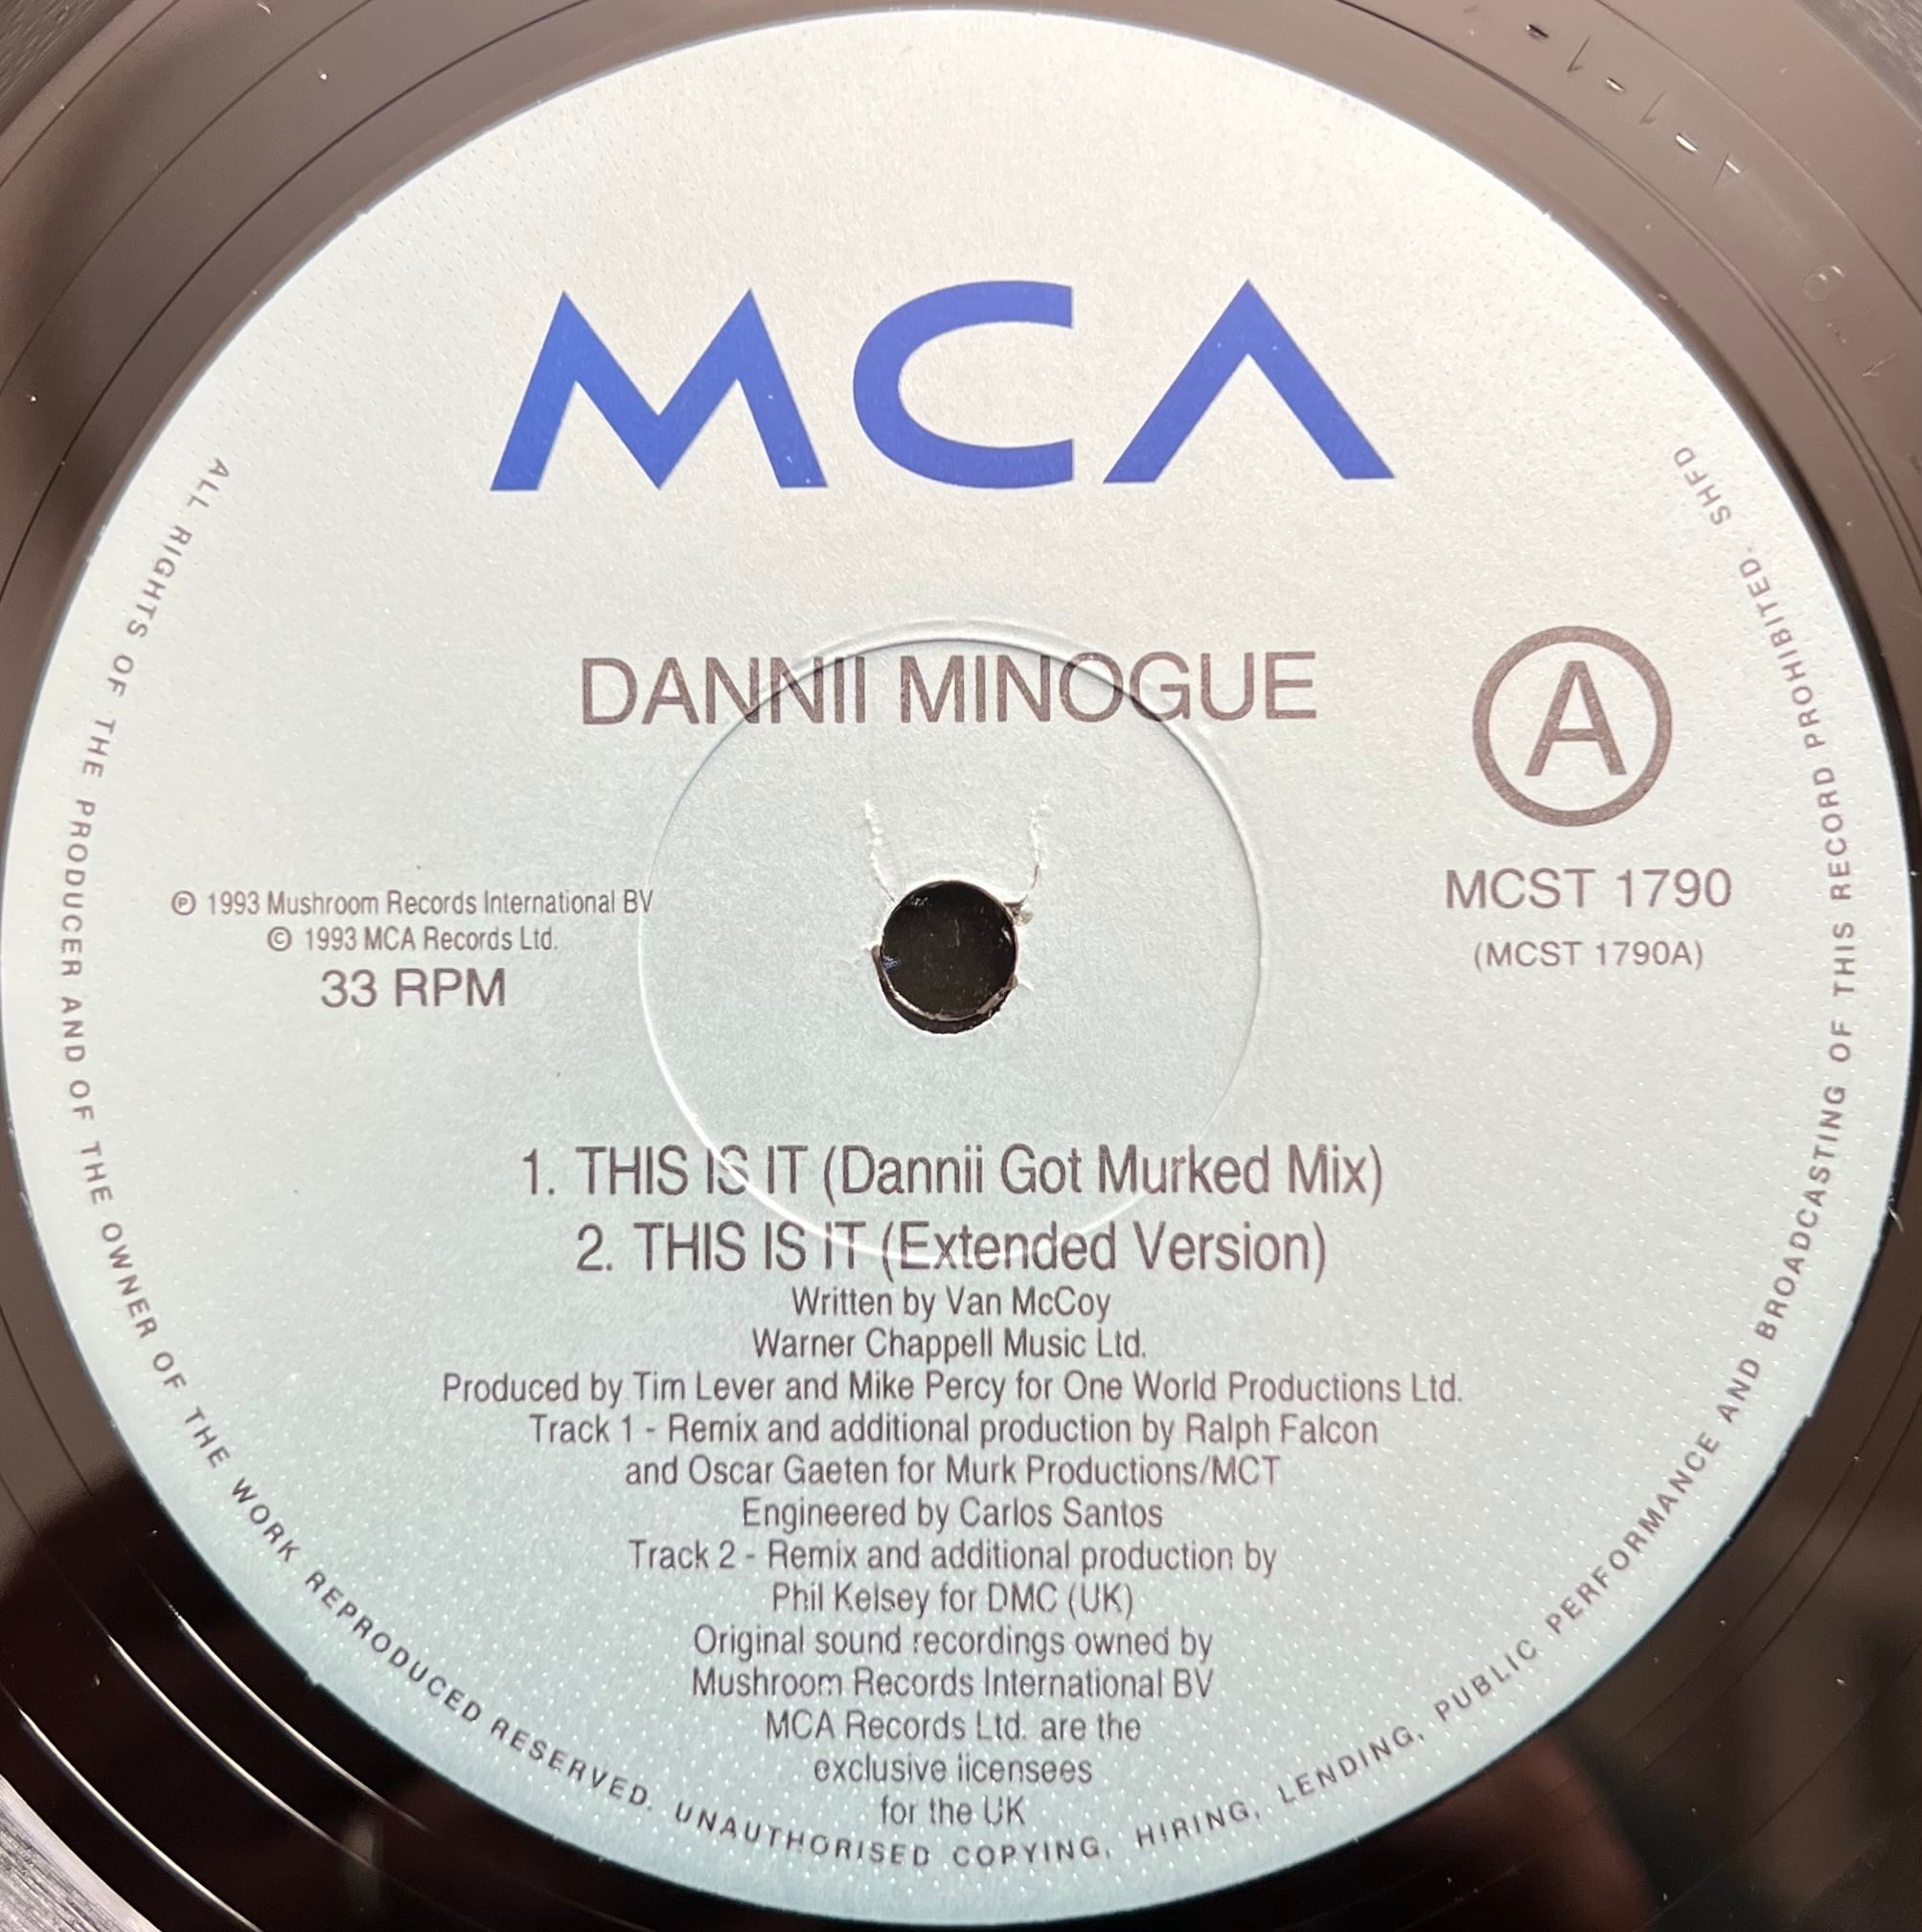 MCA
DANNII MINOGUE
A
MCST 1790
(MCST 1790A)
℗ 1993 Mushroom Records International BV
© 1993 MCA Records Ltd.
33 RPM
1. THIS IS IT (Dannii Got Murked Mix)
2. THIS IS IT (Extended Version)
Written by Van McCoy
Warner Chappell Music Ltd.
Produced by Tim Lever and Mike Percy for One World Productions Ltd.
Track 1 - Remix and additional production by Ralph Falcon
and Oscar Gaeten for Murk Productions/MCT
Engineered by Carlos Santos
Track 2 - Remix and additional production by
Phil Kelsey for DMC (UK)
Original sound recordings owned by
Mushroom Records International BV
MCA Records Ltd. are the
exclusive licensees
for the UK
ALL RIGHTS OF THE PRODUCER AND OF THE OWNER OF THE WORK REPRODUCED RESERVED. UNAUTHORISED COPYING, HIRING, LENDING, PUBLIC PERFORMANCE AND BROADCASTING OF THIS RECORD PROHIBITED. SHFD